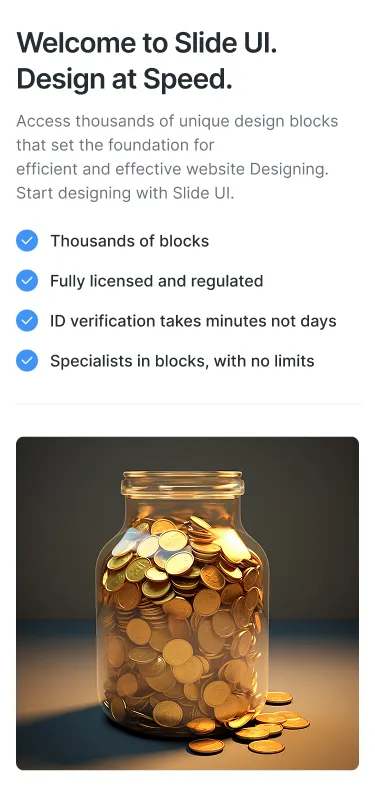 Welcome to Slide UI.
Design at Speed.
Access thousands of unique design blocks
that set the foundation for
efficient and effective website Designing.
Start designing with Slide UI.
Thousands of blocks
Fully licensed and regulated
ID verification takes minutes not days
Specialists in blocks, with no limits